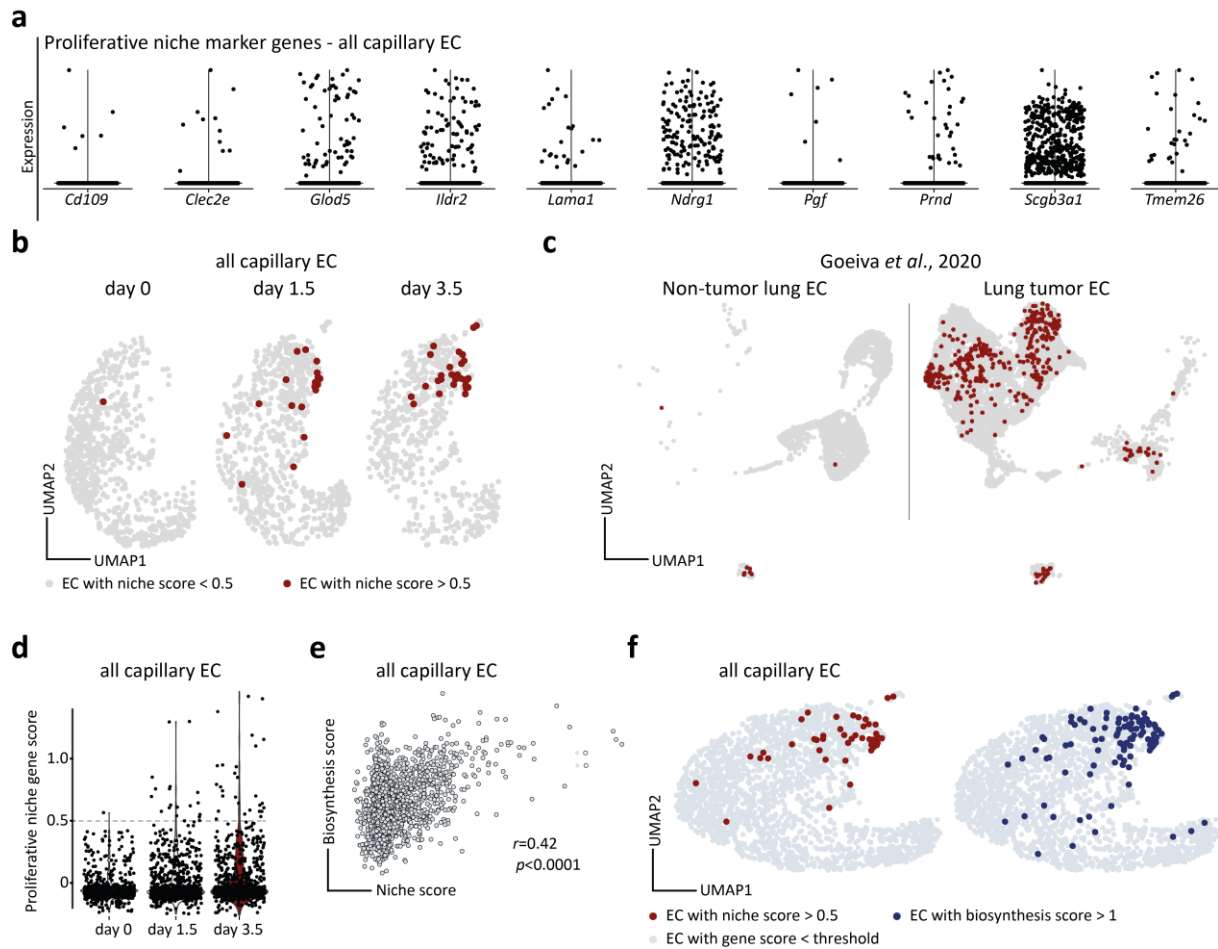 a
Proliferative niche marker genes - all capillary EC
Expression
Cd109 Clec2e Glod5 Ildr2 Lama1 Ndrg1 Pgf Prnd Scgb3a1 Tmem26
b
all capillary EC
day 0 day 1.5 day 3.5
UMAP2
UMAP1
EC with niche score < 0.5 EC with niche score > 0.5
c
Goeiva et al., 2020
Non-tumor lung EC Lung tumor EC
UMAP2
UMAP1
d
all capillary EC
Proliferative niche gene score
1.0
0.5
0
day 0 day 1.5 day 3.5
e
all capillary EC
Biosynthesis score
r=0.42
p<0.0001
Niche score
f
all capillary EC
UMAP2
UMAP1
EC with niche score > 0.5 EC with biosynthesis score > 1
EC with gene score < threshold